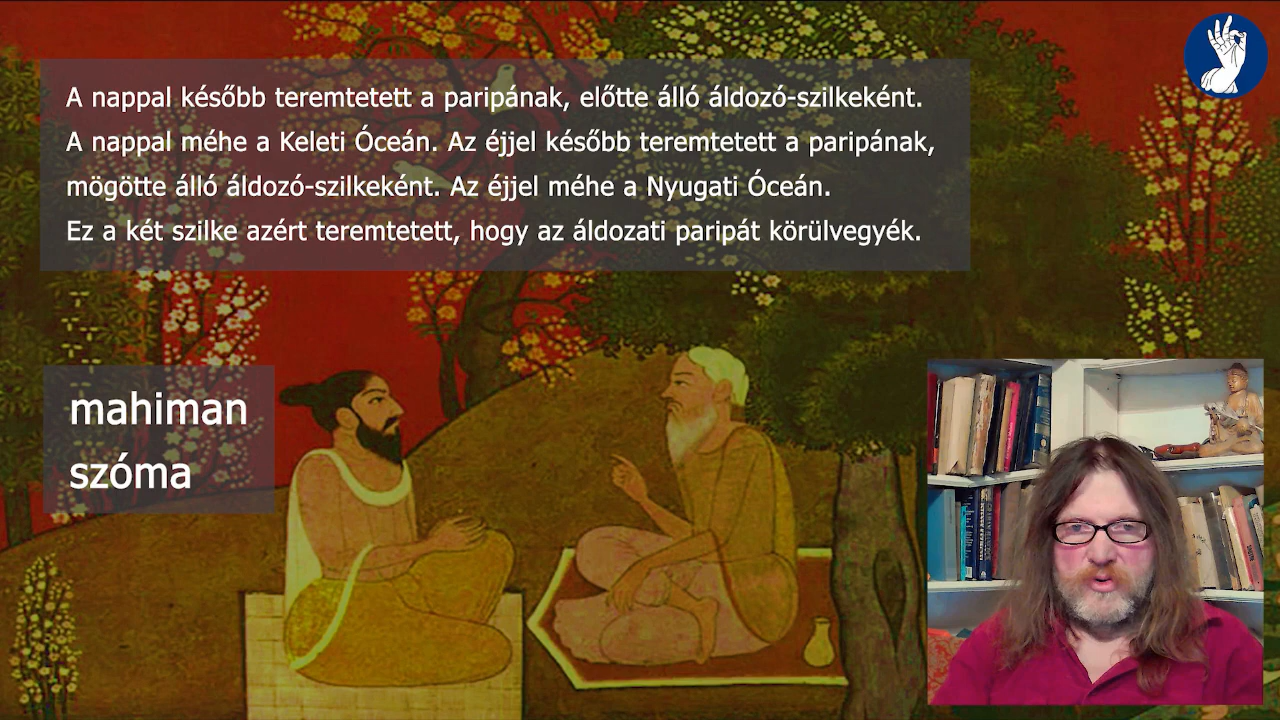 A nappal később teremtetett a paripának, előtte álló áldozó-szilkeként.
A nappal méhe a Keleti Óceán. Az éjjel később teremtetett a paripának,
mögötte álló áldozó-szilkeként. Az éjjel méhe a Nyugati Óceán.
Ez a két szilke azért teremtetett, hogy az áldozati paripát körülvegyék.
mahiman
szóma